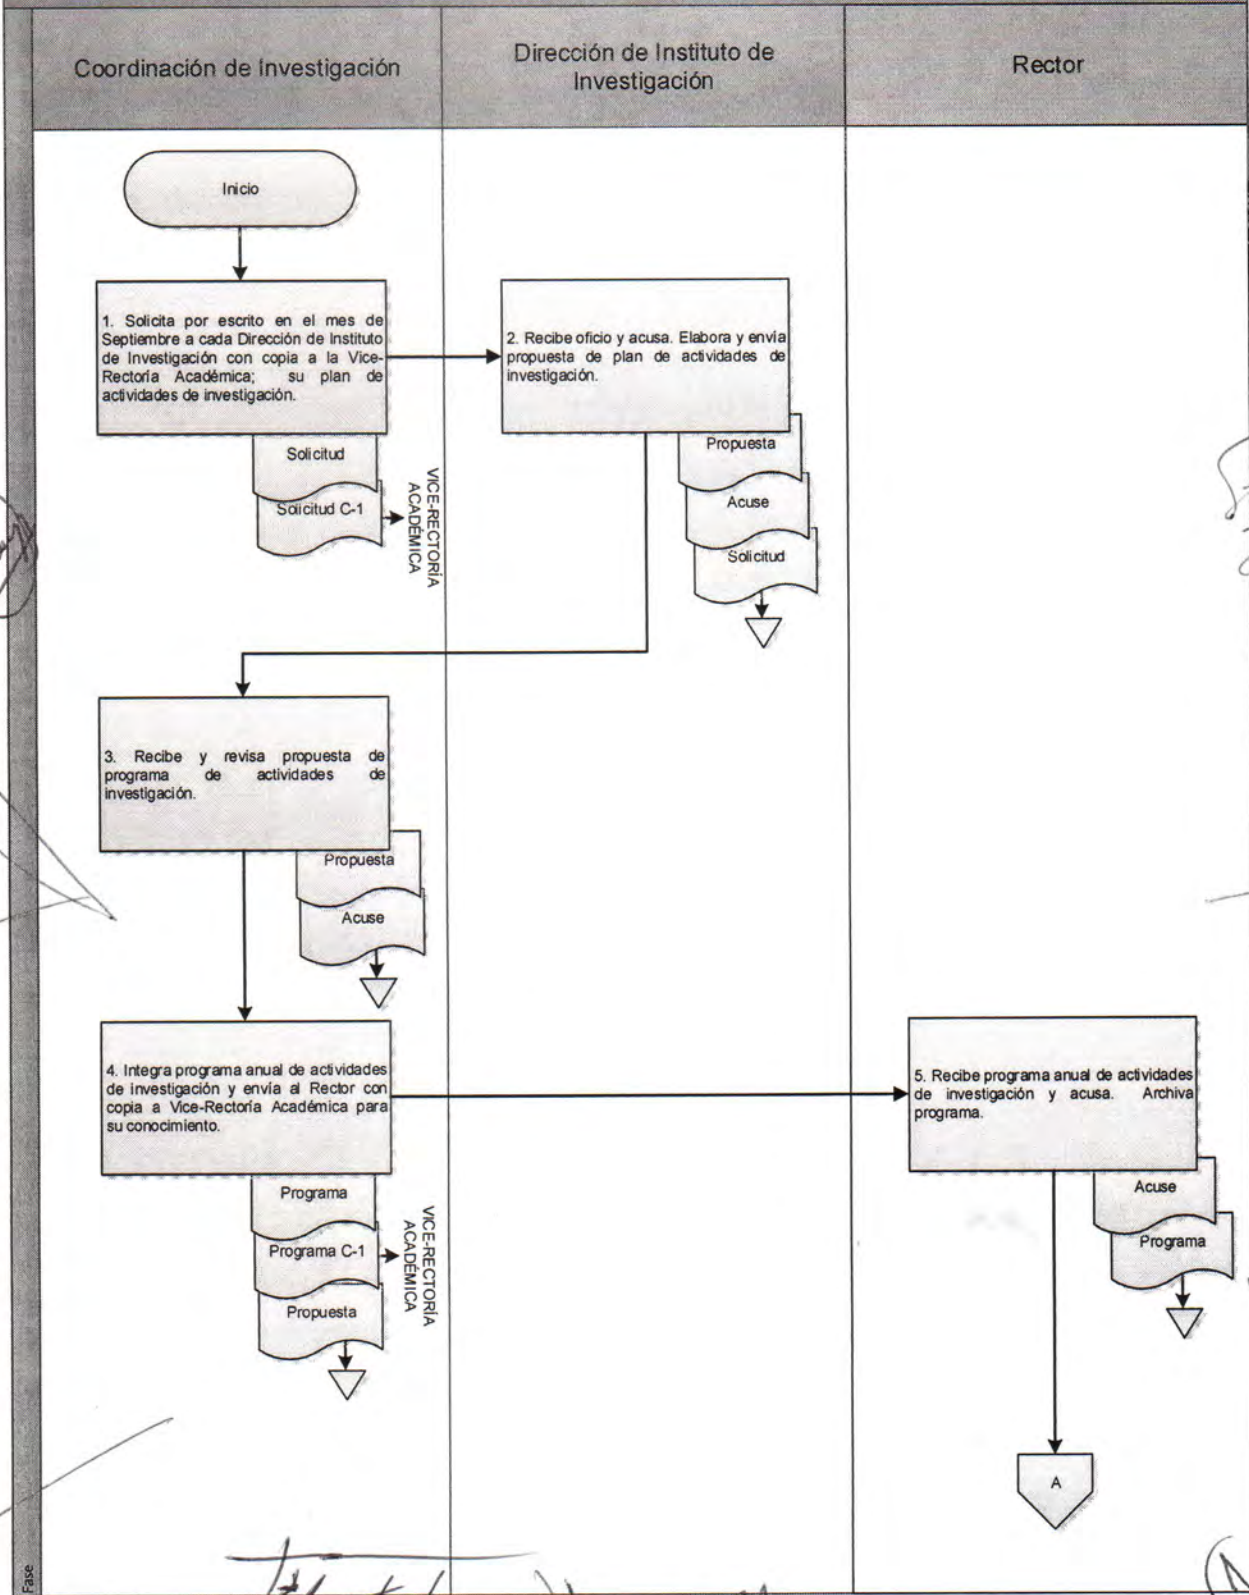 Coordinación de Investigación
Dirección de Instituto de
Investigación
Rector
Inicio
1. Solicita por escrito en el mes de
Septiembre a cada Dirección de Instituto
de Investigación con copia a la Vice-
Rectoría Académica; su plan de
actividades de investigación.
Solicitud
Solicitud C-1
VICE-RECTORÍA
ACADÉMICA
2. Recibe oficio y acusa. Elabora y envía
propuesta de plan de actividades de
investigación.
Propuesta
Acuse
Solicitud
3. Recibe y revisa propuesta de
programa de actividades de
investigación.
Propuesta
Acuse
4. Integra programa anual de actividades
de investigación y envía al Rector con
copia a Vice-Rectoría Académica para
su conocimiento.
Programa
Programa C-1
Propuesta
VICE-RECTORÍA
ACADÉMICA
5. Recibe programa anual de actividades
de investigación y acusa. Archiva
programa.
Acuse
Programa
A
Fase